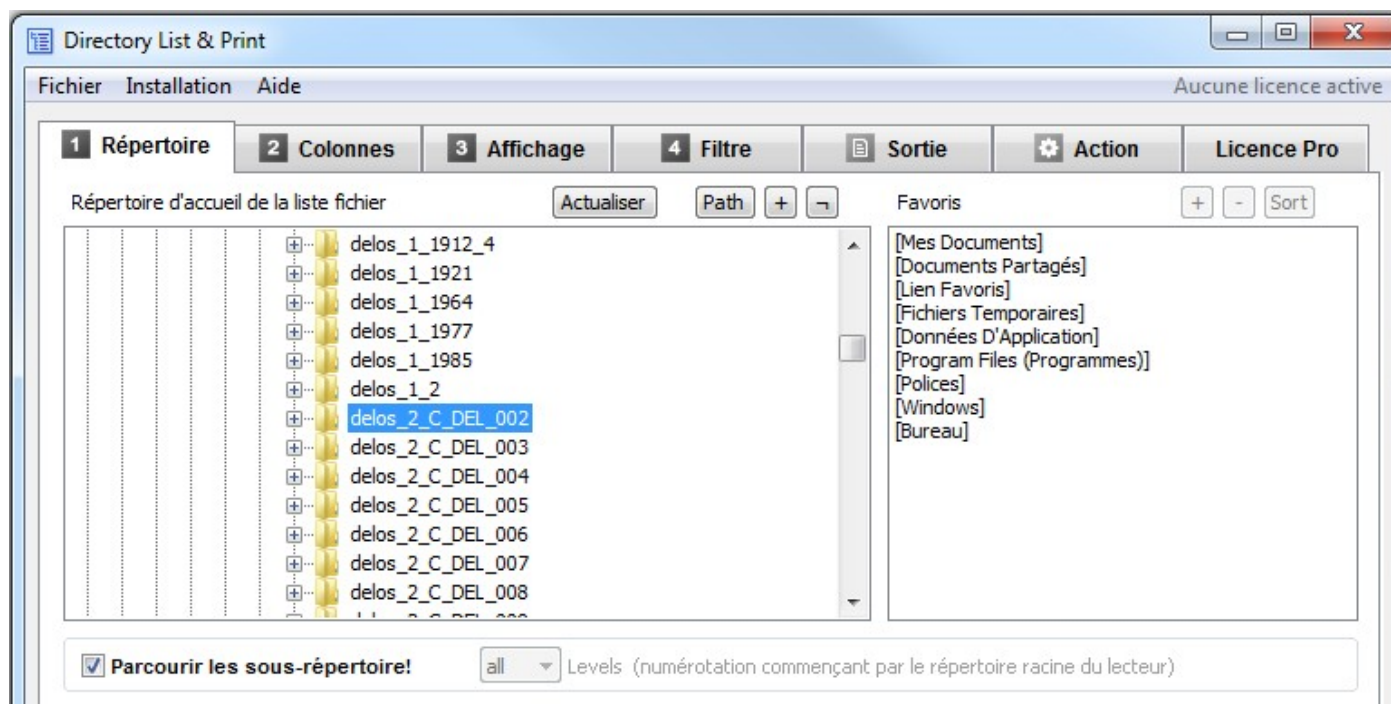 Directory List & Print
Fichier Installation Aide Aucune licence active
1 Répertoire 2 Colonnes 3 Affichage 4 Filtre Sortie Action Licence Pro
Répertoire d'accueil de la liste fichier Actualiser Path + ¬ Favoris + - Sort
delos_1_1912_4
delos_1_1921
delos_1_1964
delos_1_1977
delos_1_1985
delos_1_2
delos_2_C_DEL_002
delos_2_C_DEL_003
delos_2_C_DEL_004
delos_2_C_DEL_005
delos_2_C_DEL_006
delos_2_C_DEL_007
delos_2_C_DEL_008
[Mes Documents]
[Documents Partagés]
[Lien Favoris]
[Fichiers Temporaires]
[Données D'Application]
[Program Files (Programmes)]
[Polices]
[Windows]
[Bureau]
Parcourir les sous-répertoire! all Levels (numérotation commençant par le répertoire racine du lecteur)